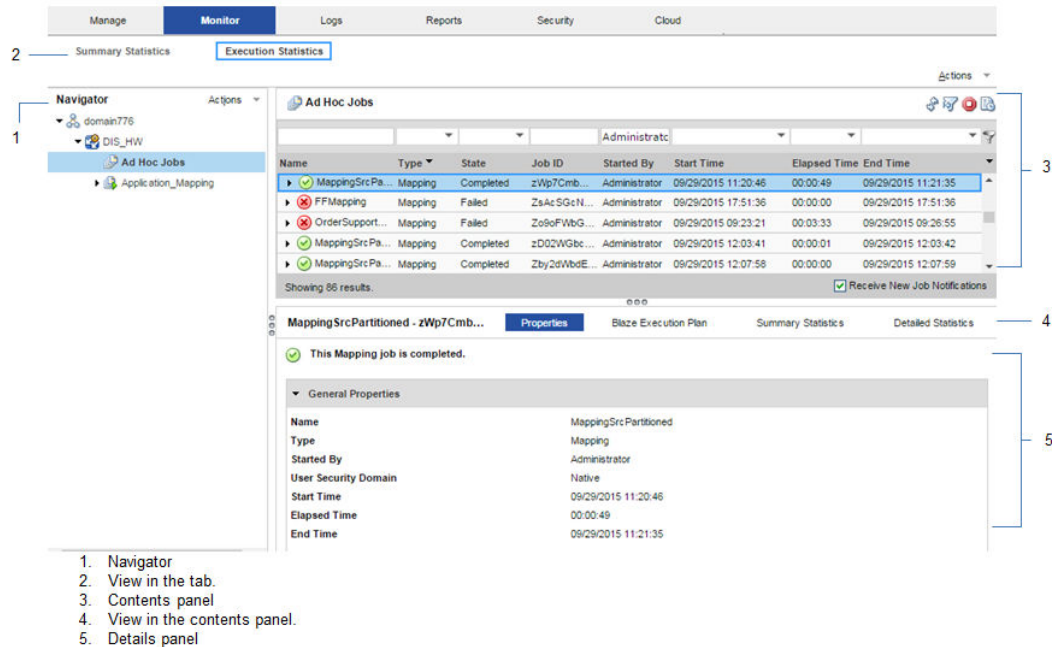 Manage Monitor Logs Reports Security Cloud
2 Summary Statistics Execution Statistics
Actions
Navigator Actions
1
domain776
DIS_HW
Ad Hoc Jobs
Application_Mapping
Ad Hoc Jobs
3
Administratc
Name Type State Job ID Started By Start Time Elapsed Time End Time
MappingSrcPa... Mapping Completed zWp7Cmb... Administrator 09/29/2015 11:20:46 00:00:49 09/29/2015 11:21:35
FFMapping Mapping Failed ZsAcSGcN... Administrator 09/29/2015 17:51:36 00:00:00 09/29/2015 17:51:36
OrderSupport... Mapping Failed Zo9oFWbG... Administrator 09/29/2015 09:23:21 00:03:33 09/29/2015 09:26:55
MappingSrcPa... Mapping Completed zD02WGbc... Administrator 09/29/2015 12:03:41 00:00:01 09/29/2015 12:03:42
MappingSrcPa... Mapping Completed Zby2dWbdE... Administrator 09/29/2015 12:07:58 00:00:00 09/29/2015 12:07:59
Showing 86 results. Receive New Job Notifications
MappingSrcPartitioned - zWp7Cmb... Properties Blaze Execution Plan Summary Statistics Detailed Statistics 4
This Mapping job is completed.
General Properties
Name MappingSrcPartitioned
Type Mapping
5
Started By Administrator
User Security Domain Native
Start Time 09/29/2015 11:20:46
Elapsed Time 00:00:49
End Time 09/29/2015 11:21:35
1. Navigator
2. View in the tab.
3. Contents panel
4. View in the contents panel.
5. Details panel